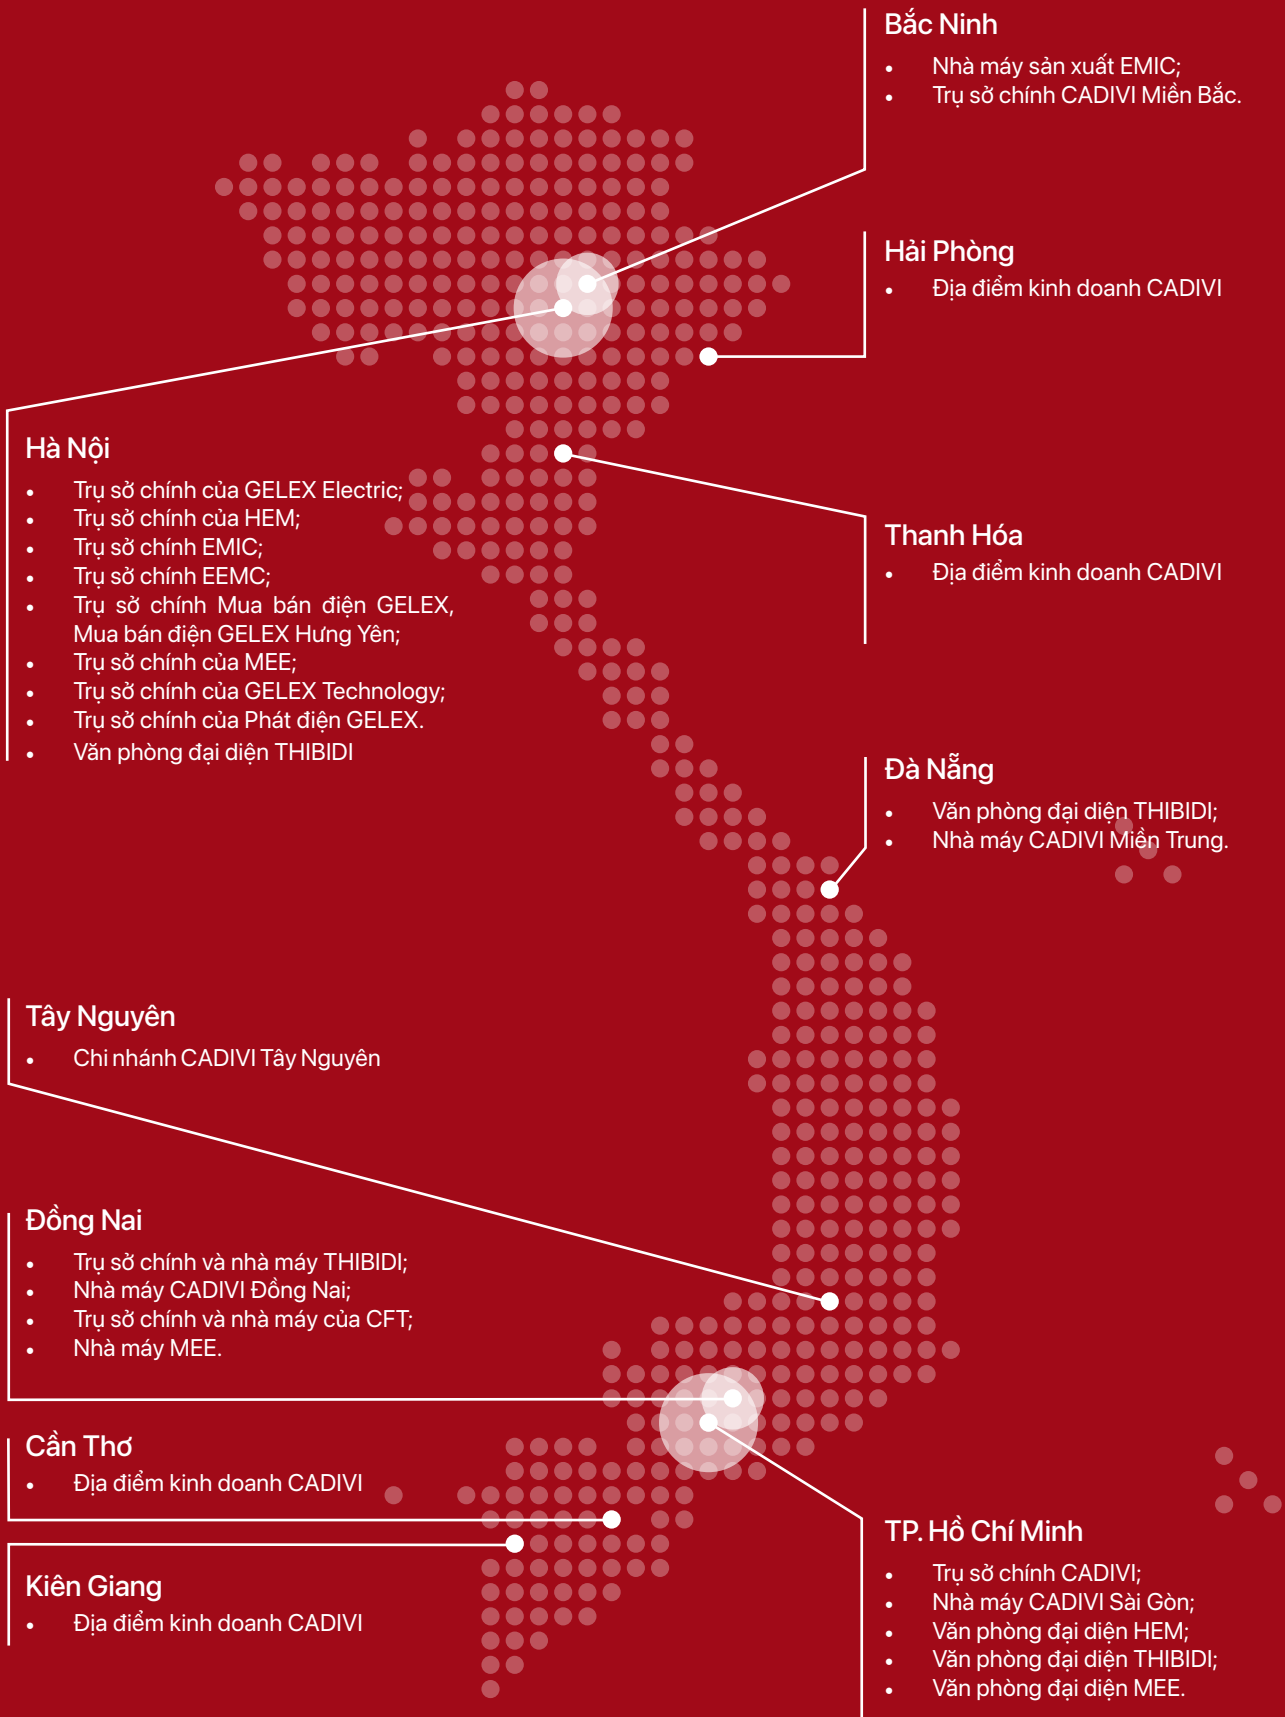 Bắc Ninh
• Nhà máy sản xuất EMIC;
• Trụ sở chính CADIVI Miền Bắc.
Hải Phòng
• Địa điểm kinh doanh CADIVI
Hà Nội
• Trụ sở chính của GELEX Electric;
• Trụ sở chính của HEM;
• Trụ sở chính EMIC;
• Trụ sở chính EEMC;
• Trụ sở chính Mua bán điện GELEX,
Mua bán điện GELEX Hưng Yên;
• Trụ sở chính của MEE;
• Trụ sở chính của GELEX Technology;
• Trụ sở chính của Phát điện GELEX.
• Văn phòng đại diện THIBIDI
Thanh Hóa
• Địa điểm kinh doanh CADIVI
Đà Nẵng
• Văn phòng đại diện THIBIDI;
• Nhà máy CADIVI Miền Trung.
Tây Nguyên
• Chi nhánh CADIVI Tây Nguyên
Đồng Nai
• Trụ sở chính và nhà máy THIBIDI;
• Nhà máy CADIVI Đồng Nai;
• Trụ sở chính và nhà máy của CFT;
• Nhà máy MEE.
Cần Thơ
• Địa điểm kinh doanh CADIVI
Kiên Giang
• Địa điểm kinh doanh CADIVI
TP. Hồ Chí Minh
• Trụ sở chính CADIVI;
• Nhà máy CADIVI Sài Gòn;
• Văn phòng đại diện HEM;
• Văn phòng đại diện THIBIDI;
• Văn phòng đại diện MEE.